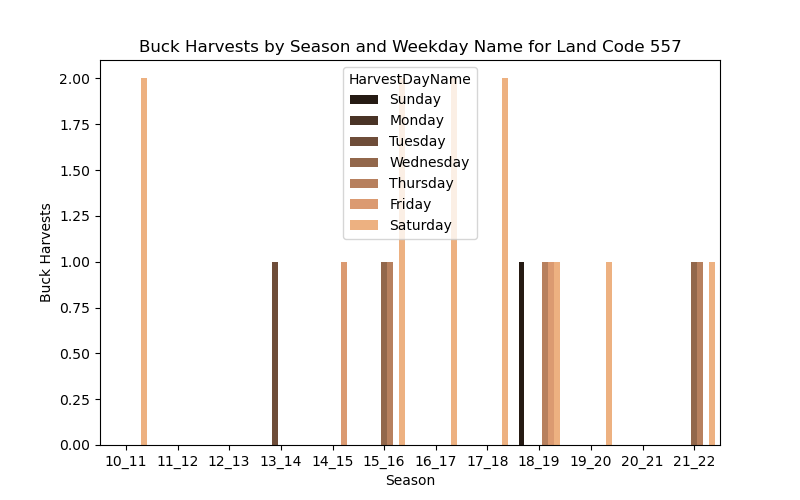 Buck Harvests by Season and Weekday Name for Land Code 557
HarvestDayName
Sunday
Monday
Tuesday
Wednesday
Thursday
Friday
Saturday
2.00
1.75
1.50
1.25
1.00
0.75
0.50
0.25
0.00
Buck Harvests
10_11 11_12 12_13 13_14 14_15 15_16 16_17 17_18 18_19 19_20 20_21 21_22
Season